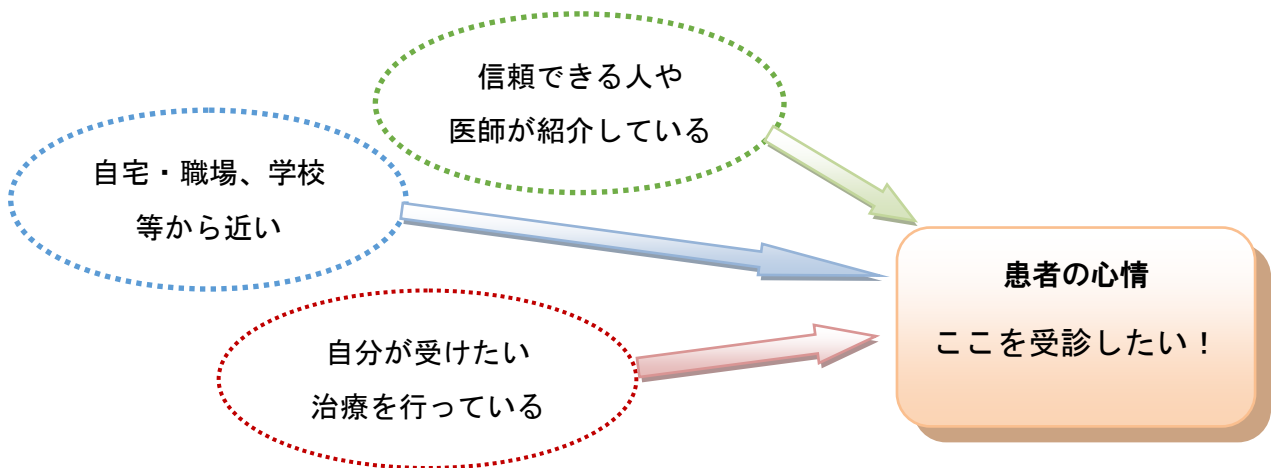 信頼できる人や
医師が紹介している
自宅・職場、学校
等から近い
自分が受けたい
治療を行っている
患者の心情
ここを受診したい！